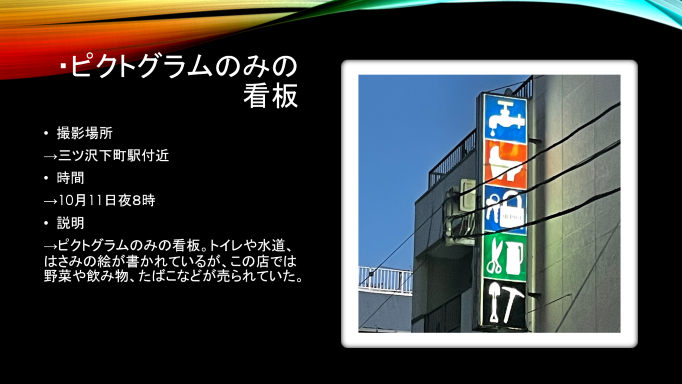 ・ピクトグラムのみの
看板
• 撮影場所
→三ツ沢下町駅付近
• 時間
→10月11日夜8時
• 説明
→ピクトグラムのみの看板。トイレや水道、
はさみの絵が書かれているが、この店では
野菜や飲み物、たばこなどが売られていた。